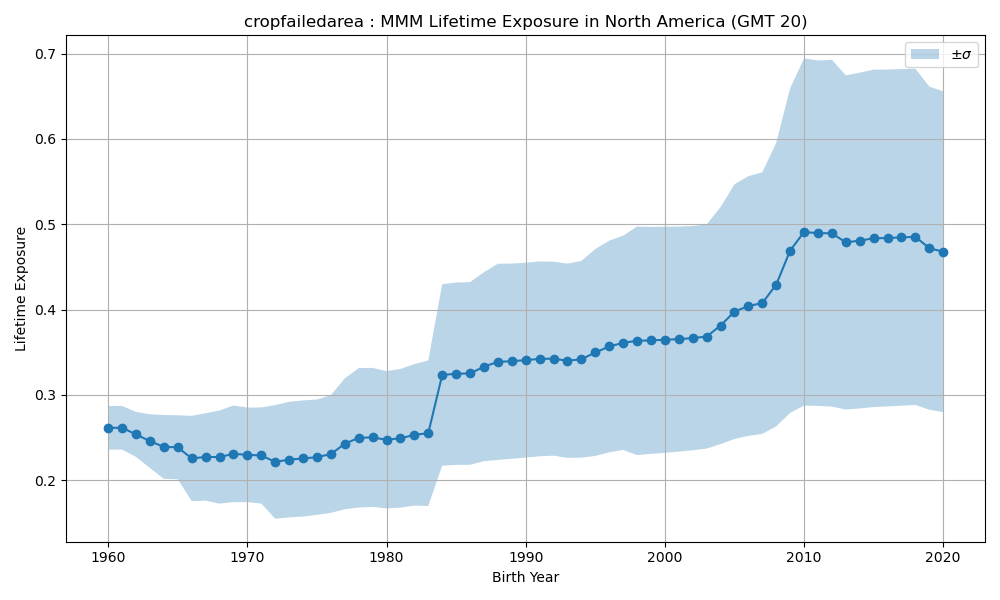 cropfailedarea : MMM Lifetime Exposure in North America (GMT 20)
±σ
Lifetime Exposure
0.7
0.6
0.5
0.4
0.3
0.2
1960 1970 1980 1990 2000 2010 2020
Birth Year